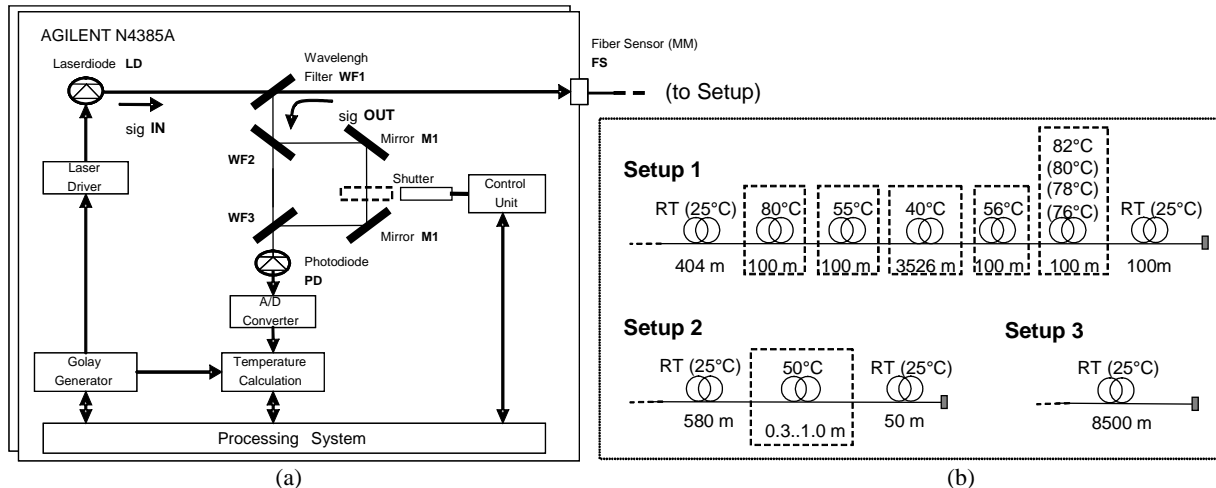 AGILENT N4385A
Laserdiode LD
Wavelengh
Filter WF1
Fiber Sensor (MM)
FS
(to Setup)
sig IN
sig OUT
Mirror M1
WF2
Shutter
Laser
Driver
Control
Unit
WF3
Mirror M1
Photodiode
PD
A/D
Converter
Golay
Generator
Temperature
Calculation
Processing System
(a)
Setup 1
82°C
(80°C)
(78°C)
(76°C)
RT (25°C) 80°C 55°C 40°C 56°C RT (25°C)
404 m 100 m 100 m 3526 m 100 m 100 m 100m
Setup 2
RT (25°C) 50°C RT (25°C)
580 m 0.3..1.0 m 50 m
Setup 3
RT (25°C)
8500 m
(b)